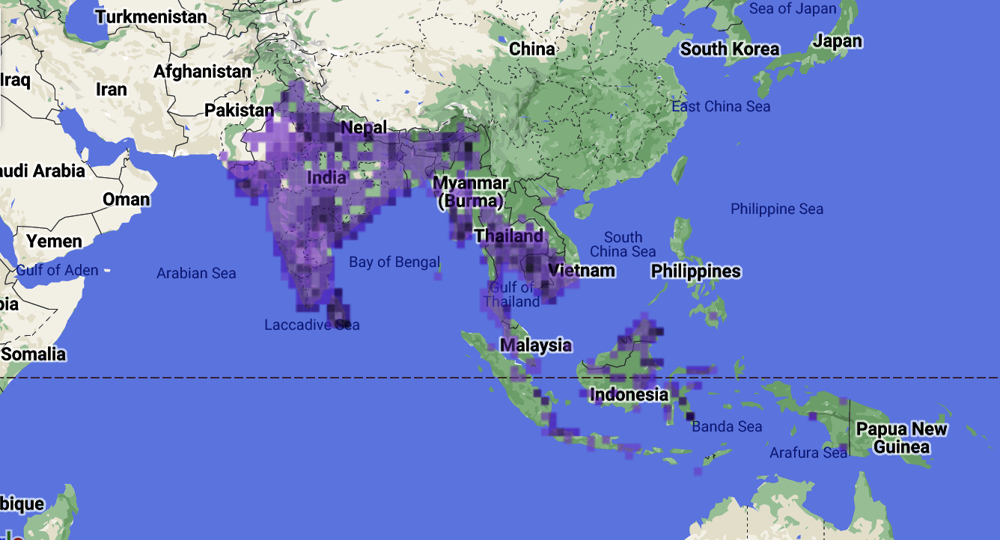 Sea of Japan
Turkmenistan
Japan
China
South Korea
Afghanistan
Iraq
Iran
East China Sea
Pakistan
Nepal
audi Arabia
India
Myanmar
(Burma)
Oman
Philippine Sea
Yemen
Thailand
South
China Sea
Gulf of Aden
Arabian Sea
Bay of Bengal
Vietnam
Philippines
Gulf of
Thailand
bia
Laccadive Sea
Somalia
Malaysia
Indonesia
Banda Sea
Papua New
Guinea
Arafura Sea
bique